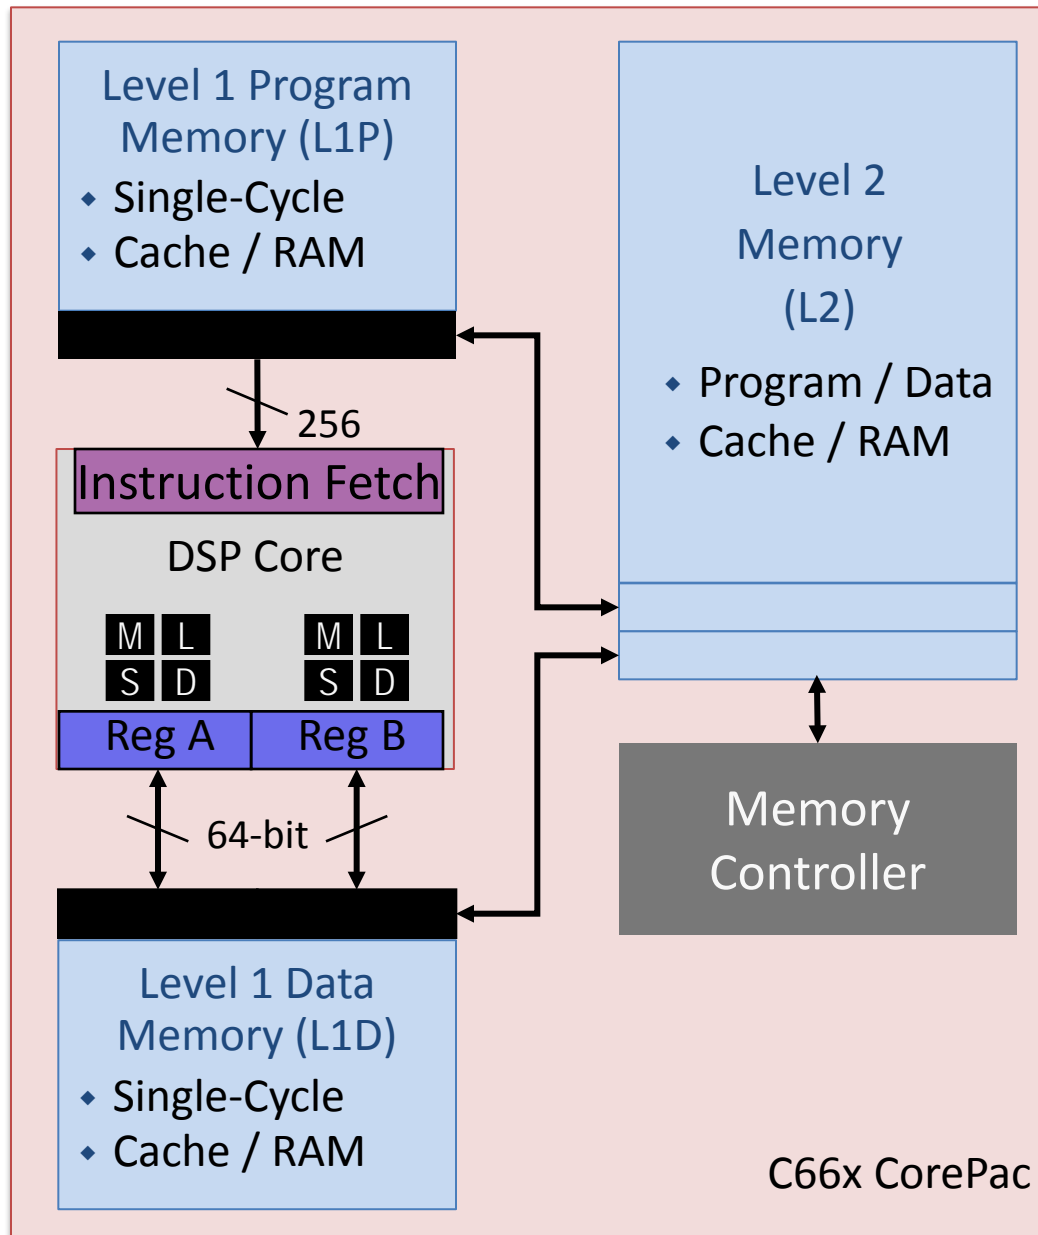 Level 1 Program
Memory (L1P)
Single-Cycle
Cache / RAM
256
Instruction Fetch
DSP Core
M L
S D
M L
S D
Reg A
Reg B
64-bit
Level 1 Data
Memory (L1D)
Single-Cycle
Cache / RAM
Level 2
Memory
(L2)
Program / Data
Cache / RAM
Memory
Controller
C66x CorePac